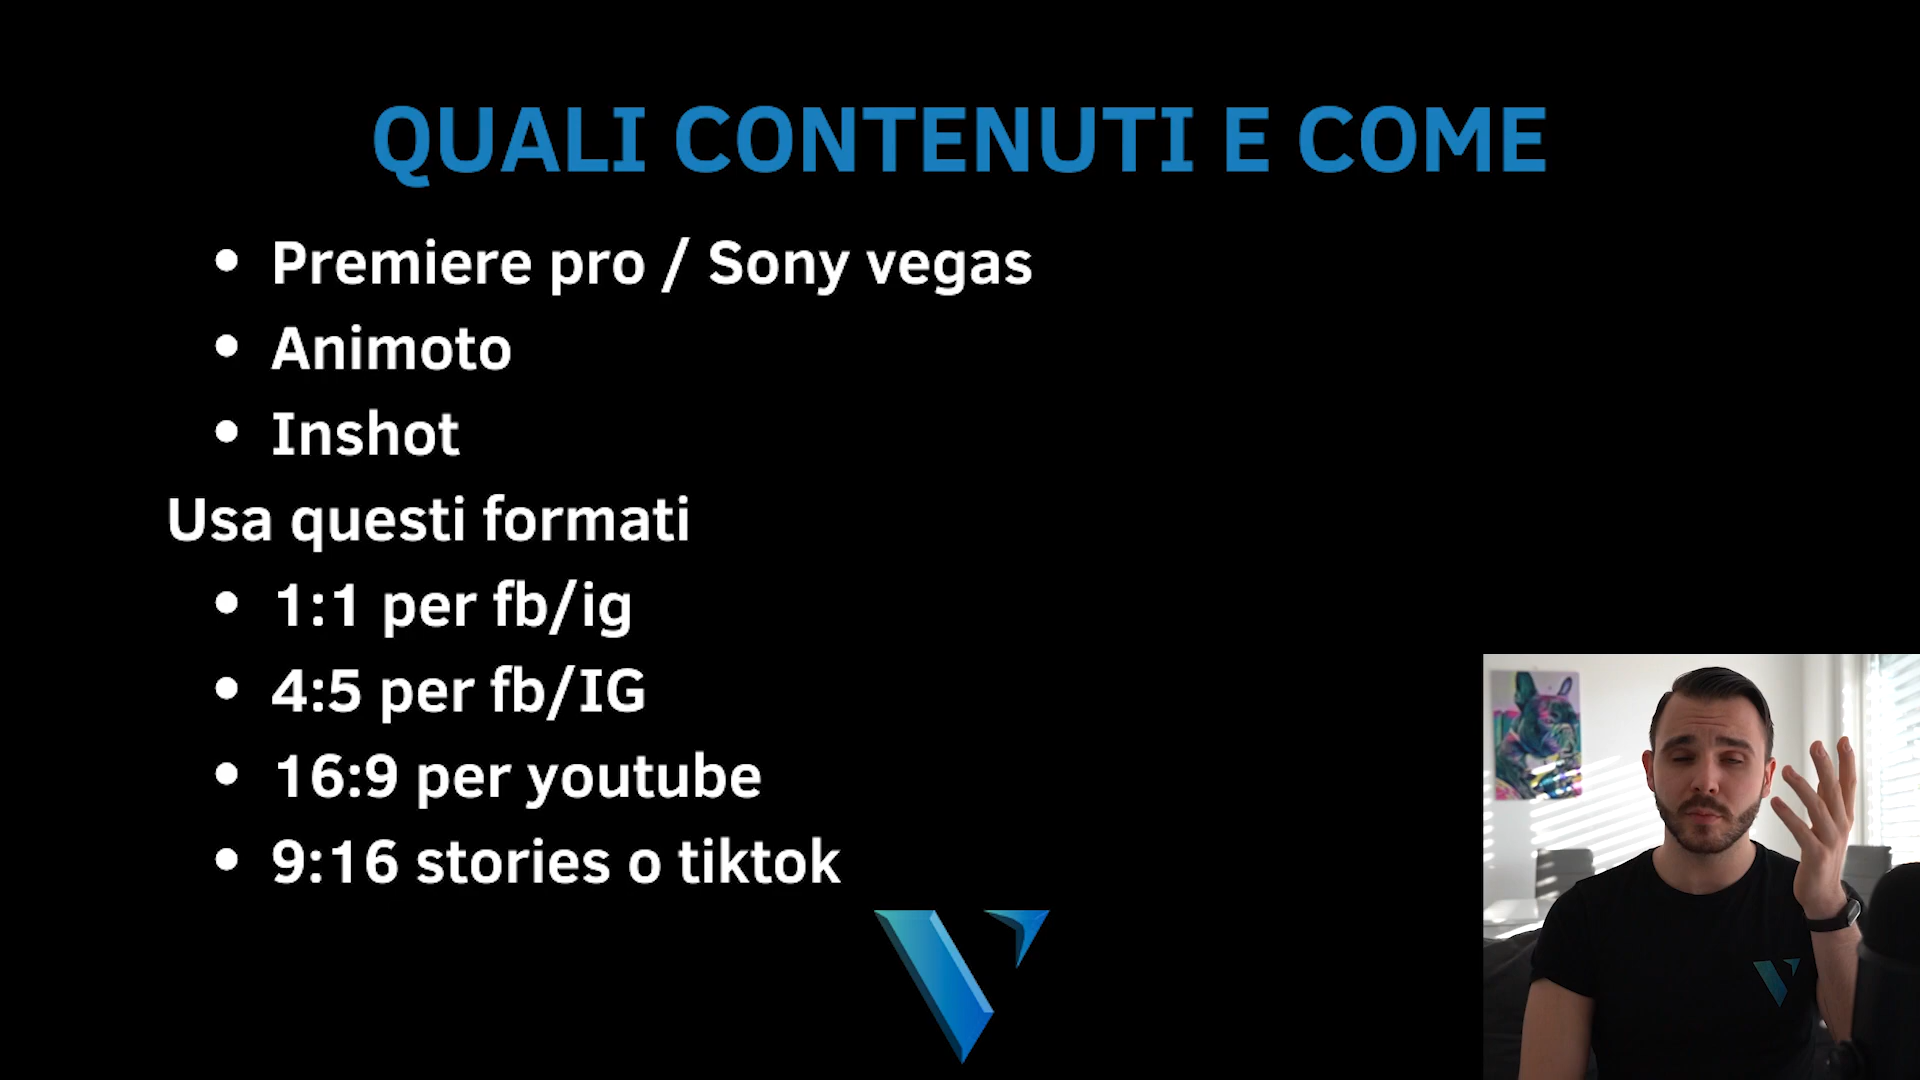 QUALI CONTENUTI E COME
• Premiere pro / Sony vegas
• Animoto
• Inshot
Usa questi formati
• 1:1 per fb/ig
• 4:5 per fb/IG
• 16:9 per youtube
• 9:16 stories o tiktok